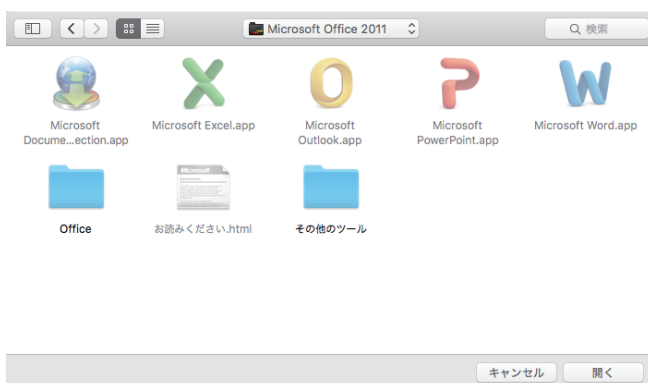 Microsoft Office 2011
検索
Microsoft
Docume...ection.app
Microsoft Excel.app
Microsoft
Outlook.app
Microsoft
PowerPoint.app
Microsoft Word.app
Microsoft
Office
お読みください.html
その他のツール
キャンセル
開く